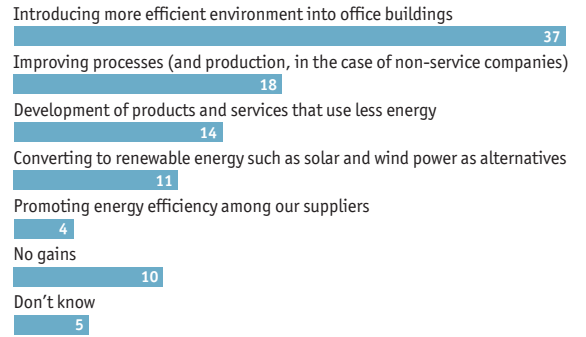 Introducing more efficient environment into office buildings
37
Improving processes (and production, in the case of non-service companies)
18
Development of products and services that use less energy
14
Converting to renewable energy such as solar and wind power as alternatives
11
Promoting energy efficiency among our suppliers
4
No gains
10
Don't know
5